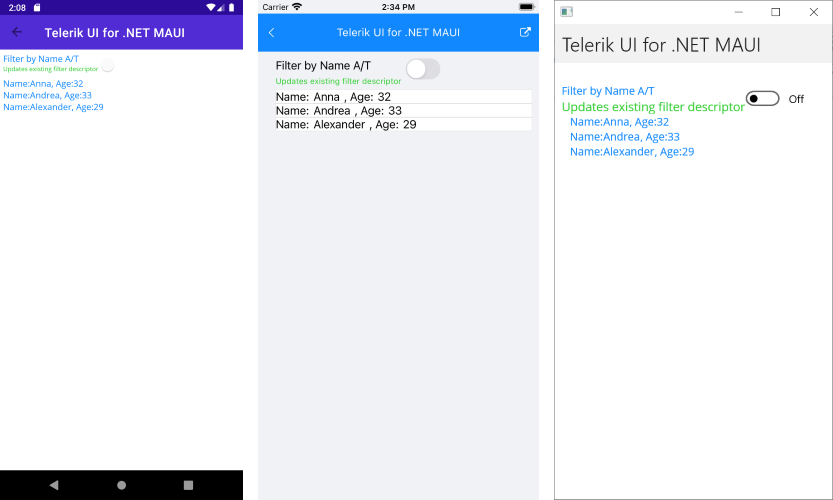 2:08
Telerik UI for .NET MAUI
Filter by Name A/T
Updates existing filter descriptor
Name:Anna, Age:32
Name:Andrea, Age:33
Name:Alexander, Age:29
Carrier 2:34 PM
Telerik UI for .NET MAUI
Filter by Name A/T
Updates existing filter descriptor
Name: Anna , Age: 32
Name: Andrea , Age: 33
Name: Alexander , Age: 29
Telerik UI for .NET MAUI
Filter by Name A/T
Updates existing filter descriptor Off
Name:Anna, Age:32
Name:Andrea, Age:33
Name:Alexander, Age:29